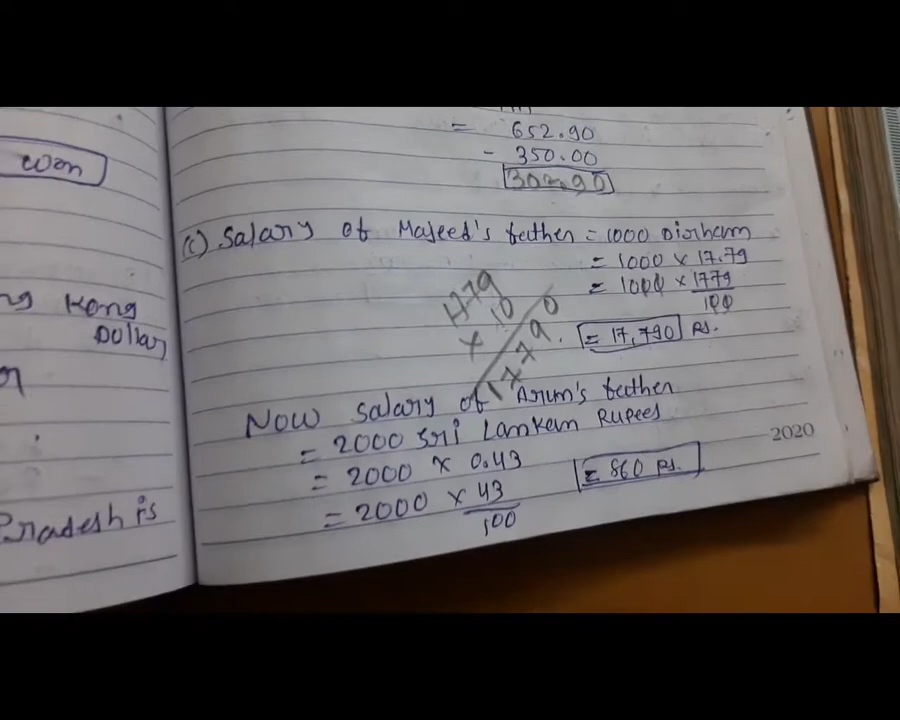 won
ng Kong
Dollar
Pradesh is
= 652.90
- 350.00
302.90
(c) Salary of Majeed's father = 1000 Dirham
= 1000 × 17.79
= 1000 × 1779
100
= 17,790 Rs.
1779
× 10
17790
Now salary of Arun's father
= 2000 Sri Lankan Rupees
= 2000 × 0.43
= 2000 × 43
100
= 860 Rs.
2020